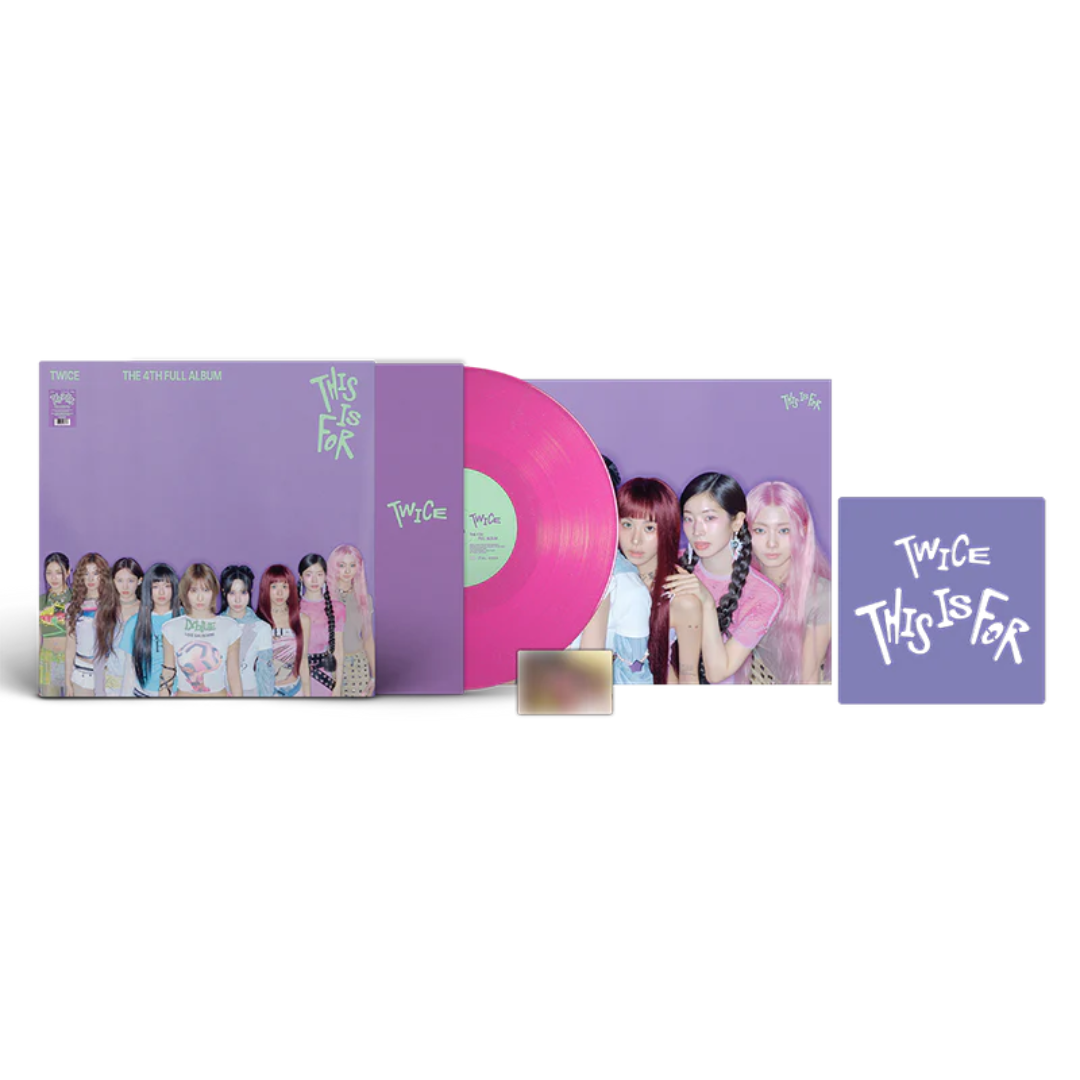 TWICE
THE 4TH FULL ALBUM
THIS
IS
FOR
TWICE
TWICE
THIS IS FOR
TWICE
THIS IS FOR